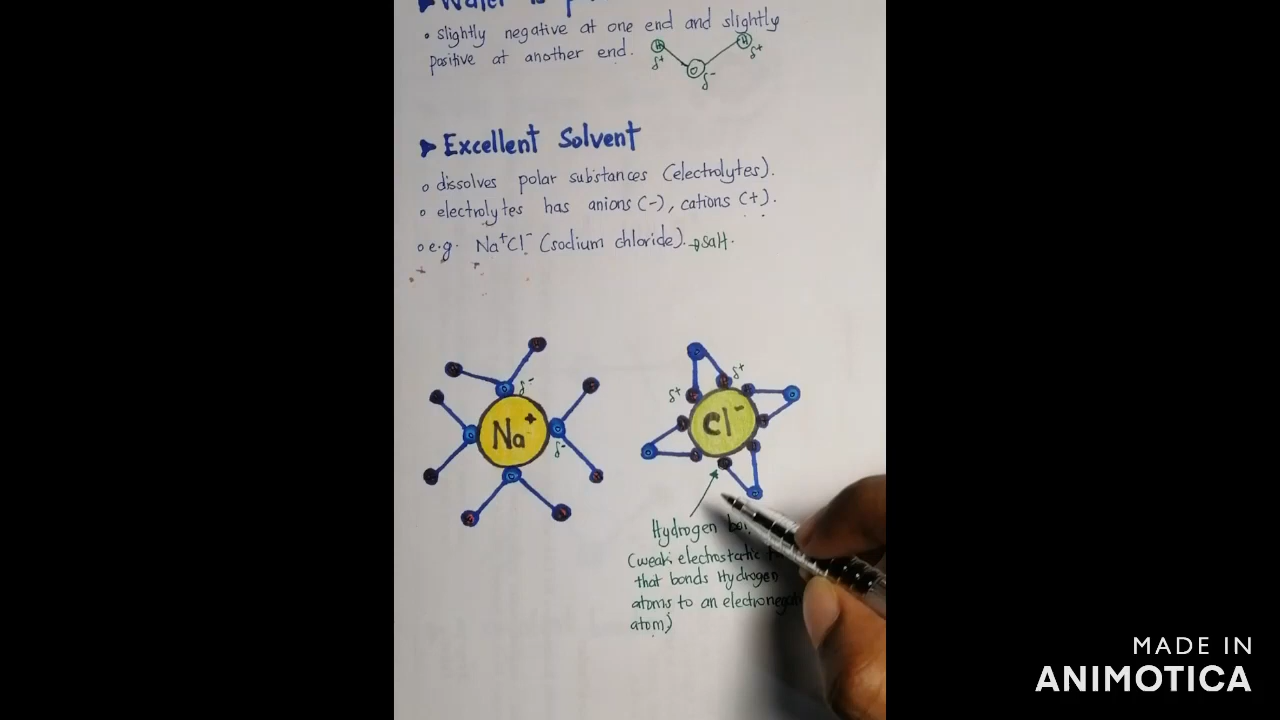 ➤ Water is
• slightly negative at one end and slightly
positive at another end.
H
H
δ+
δ+
O
δ-
➤ Excellent Solvent
o dissolves polar substances (electrolytes).
o electrolytes has anions (-), cations (+).
o e.g. Na+Cl- (sodium chloride). → salt.
δ-
Na+
δ-
δ+
δ+
Cl-
Hydrogen
(weak electrostatic
that bonds Hydrogen
atoms to an
atom)
MADE IN
ANIMOTICA